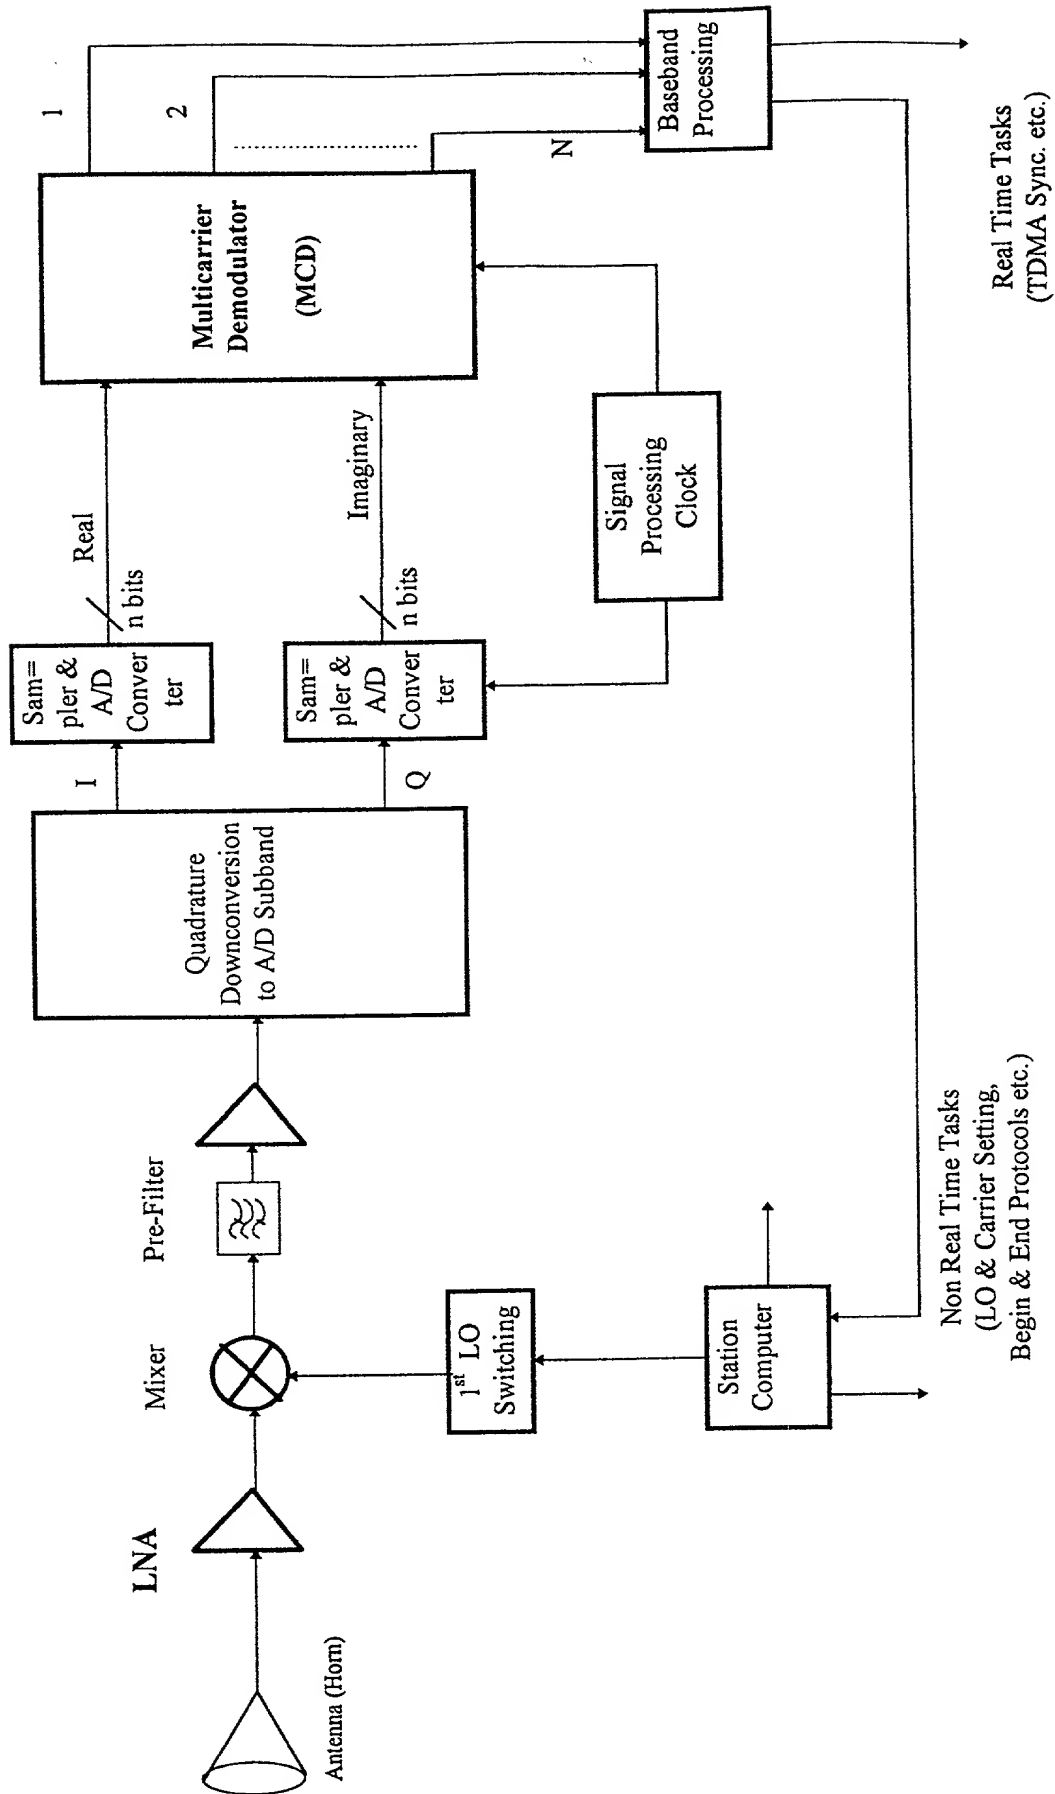 Antenna (Horn)
LNA
Mixer
Pre-Filter
1st LO
Switching
Station
Computer
Quadrature
Downconversion
to A/D Subband
I
Q
Sam=
pler &
A/D
Conver
ter
Sam=
pler &
A/D
Conver
ter
n bits
Real
n bits
Imaginary
Signal
Processing
Clock
Multicarrier
Demodulator
(MCD)
1
2
N
Baseband
Processing
Non Real Time Tasks
(LO & Carrier Setting,
Begin & End Protocols etc.)
Real Time Tasks
(TDMA Sync. etc.)